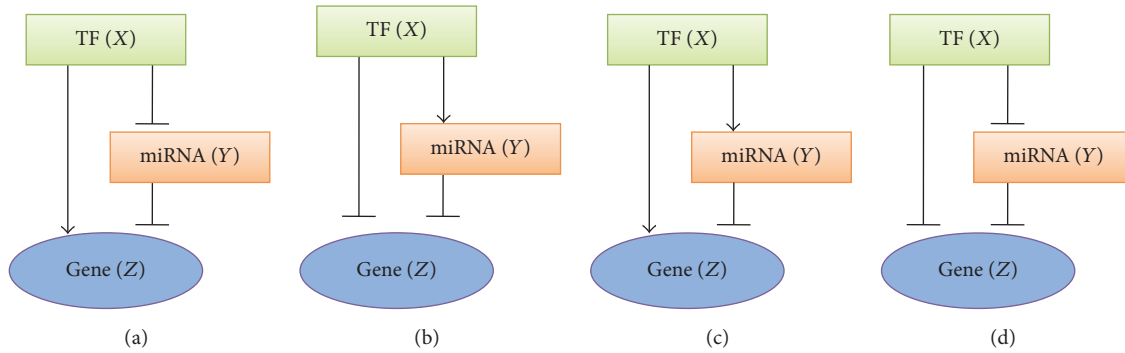 TF (X)
miRNA (Y)
Gene (Z)
(a)
TF (X)
miRNA (Y)
Gene (Z)
(b)
TF (X)
miRNA (Y)
Gene (Z)
(c)
TF (X)
miRNA (Y)
Gene (Z)
(d)